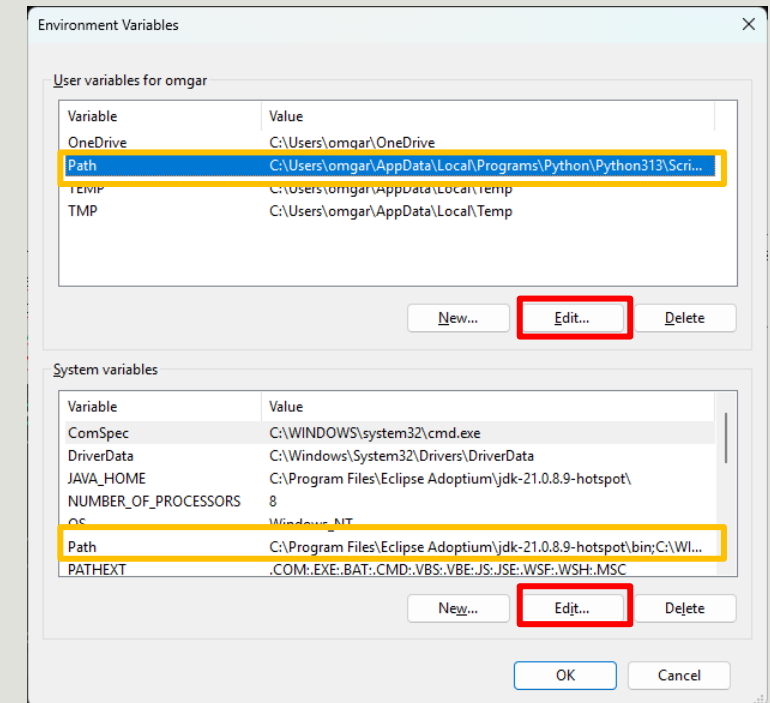 Environment Variables
User variables for omgar
Variable Value
OneDrive C:\Users\omgar\OneDrive
Path C:\Users\omgar\AppData\Local\Programs\Python\Python313\Scri...
TEMP C:\Users\omgar\AppData\Local\Temp
TMP C:\Users\omgar\AppData\Local\Temp
New... Edit... Delete
System variables
Variable Value
ComSpec C:\WINDOWS\system32\cmd.exe
DriverData C:\Windows\System32\Drivers\DriverData
JAVA_HOME C:\Program Files\Eclipse Adoptium\jdk-21.0.8.9-hotspot\
NUMBER_OF_PROCESSORS 8
OS Windows_NT
Path C:\Program Files\Eclipse Adoptium\jdk-21.0.8.9-hotspot\bin;C:\WI...
PATHEXT .COM;.EXE;.BAT;.CMD;.VBS;.VBE;.JS;.JSE;.WSF;.WSH;.MSC
New... Edit... Delete
OK Cancel